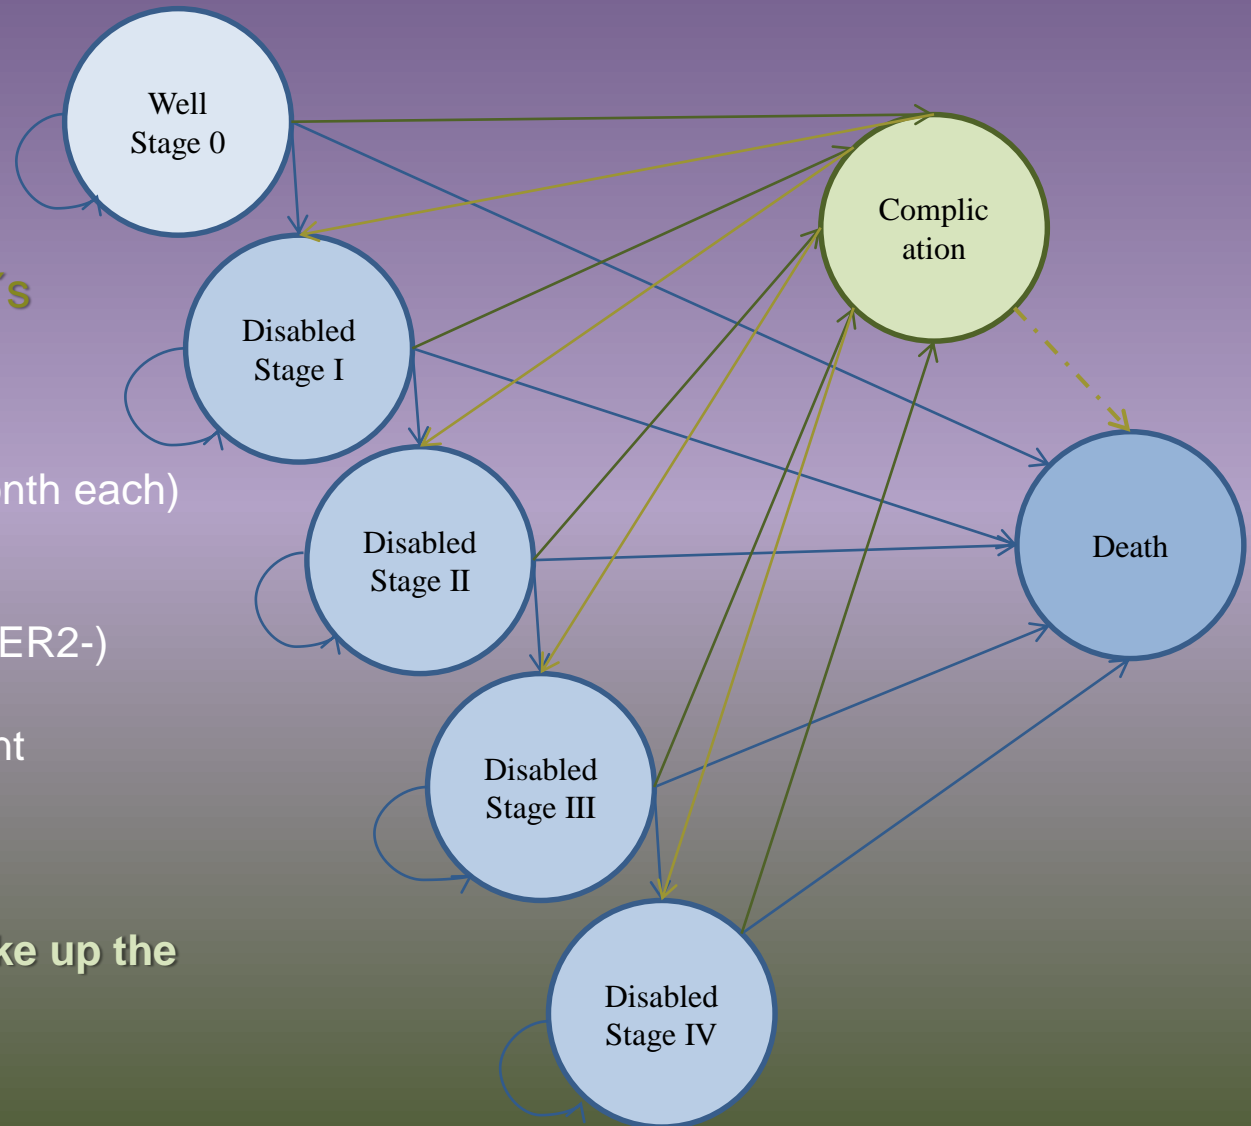 Well
Stage 0
Complic
ation
´s
Disabled
Stage I
onth each)
Disabled
Stage II
Death
ER2-)
nt
Disabled
Stage III
ke up the
Disabled
Stage IV